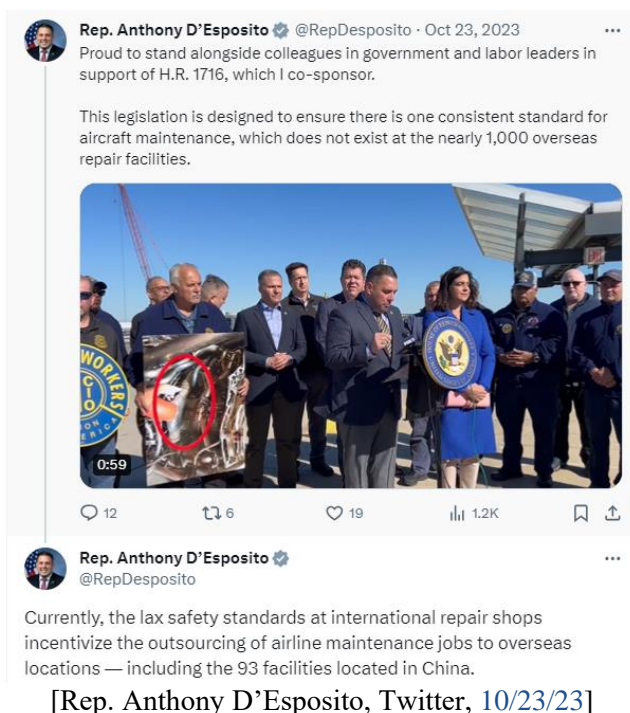 Rep. Anthony D’Esposito @RepDesposito · Oct 23, 2023
Proud to stand alongside colleagues in government and labor leaders in
support of H.R. 1716, which I co-sponsor.
This legislation is designed to ensure there is one consistent standard for
aircraft maintenance, which does not exist at the nearly 1,000 overseas
repair facilities.
WORKERS
CIO
0:59
12 6 19 1.2K
Rep. Anthony D’Esposito
@RepDesposito
Currently, the lax safety standards at international repair shops
incentivize the outsourcing of airline maintenance jobs to overseas
locations — including the 93 facilities located in China.
[Rep. Anthony D’Esposito, Twitter, 10/23/23]